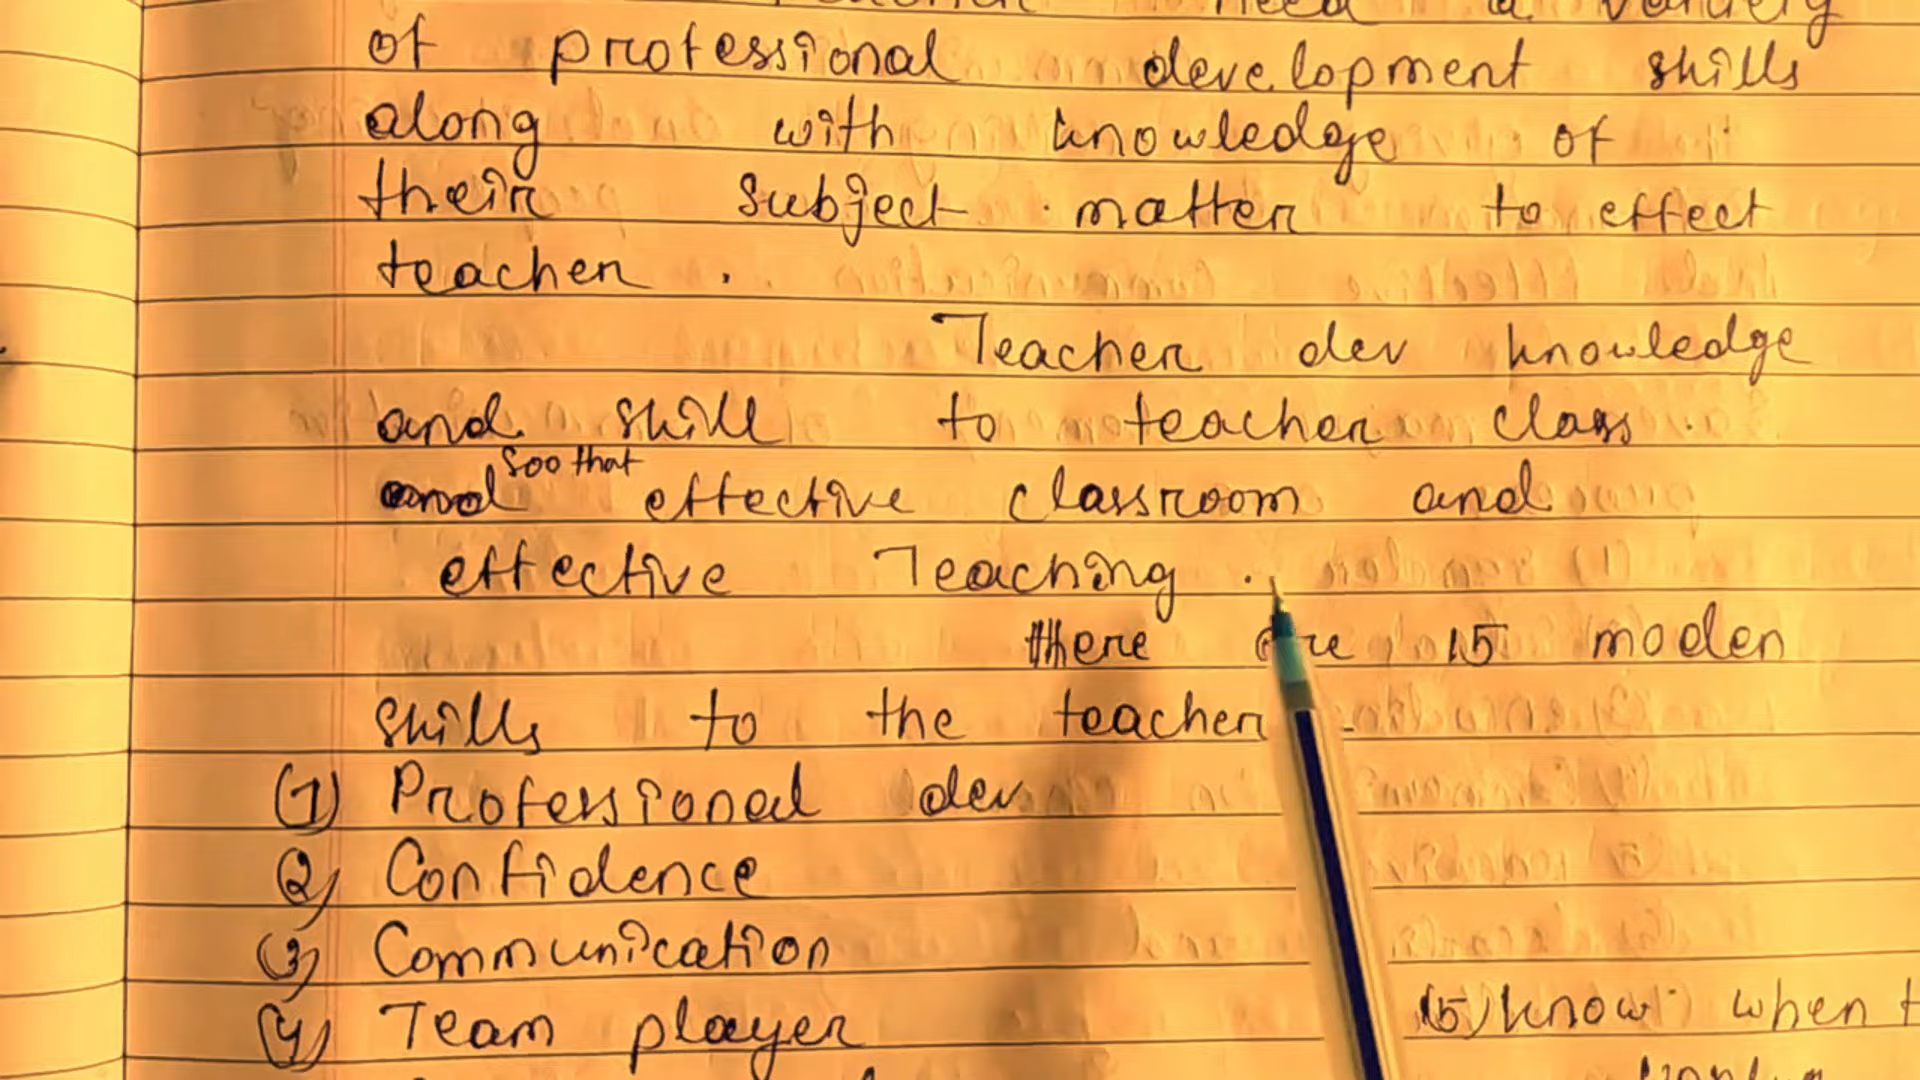 need a variety
of professional development skills
along with knowledge of
their subject matter to effect
teacher.
Teacher dev knowledge
and skill to teacher class.
soo that
effective classroom and
effective Teaching.
there are 15 moden
skills to the teacher -
(1) Professional dev
(2) Confidence
(3) Communication
(4) Team player
(5) know when